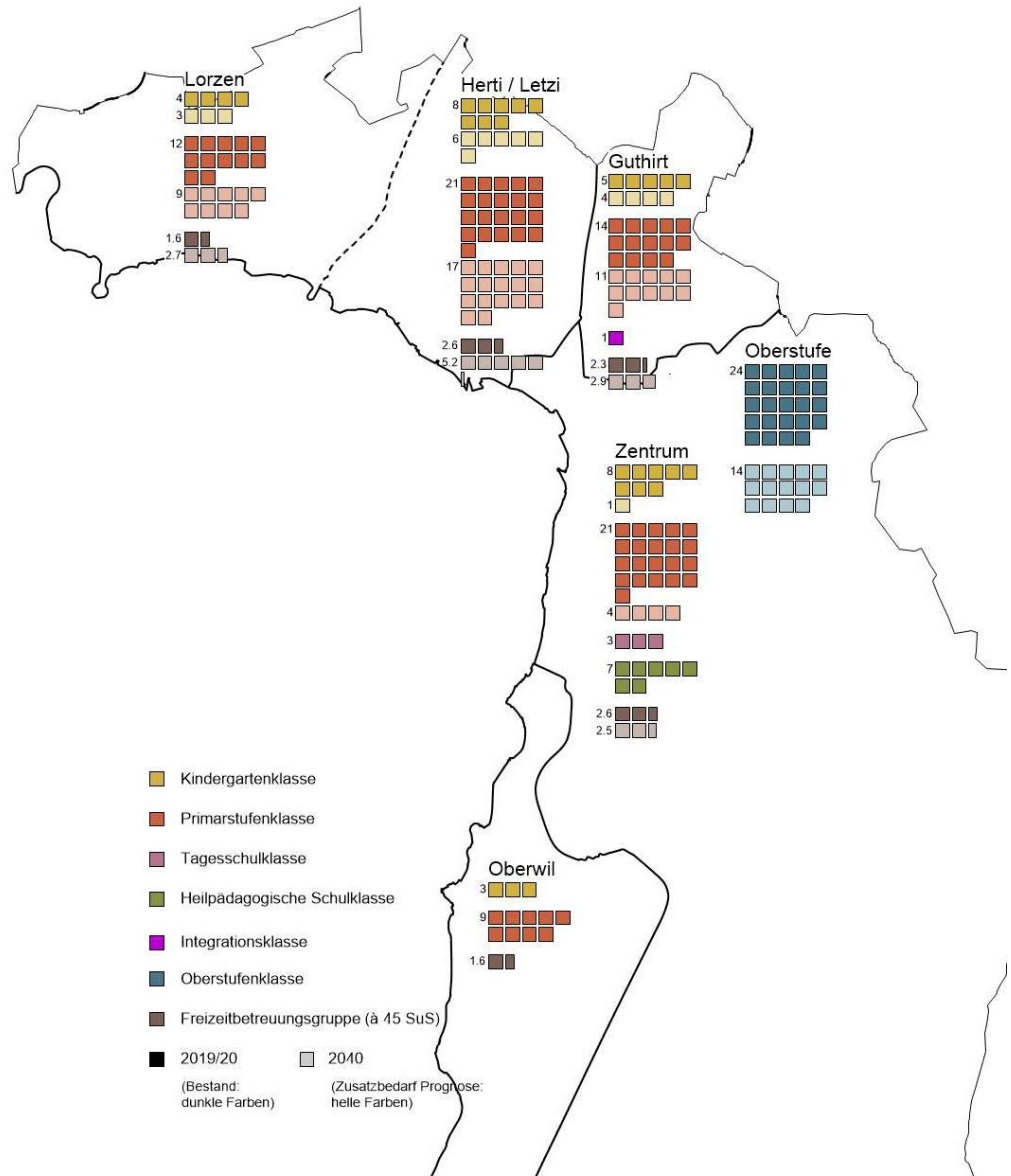 Lorzen
4
3
12
9
1.6
2.7
Herti / Letzi
8
6
21
17
2.6
5.2
Guthirt
5
4
14
11
1
2.3
2.9
Oberstufe
24
14
Zentrum
8
1
21
4
3
7
2.6
2.5
Oberwil
3
9
1.6
Kindergartenklasse
Primarstufenklasse
Tagesschulklasse
Heilpädagogische Schulklasse
Integrationsklasse
Oberstufenklasse
Freizeitbetreuungsgruppe (à 45 SuS)
2019/20
(Bestand:
dunkle Farben)
2040
(Zusatzbedarf Prognose:
helle Farben)